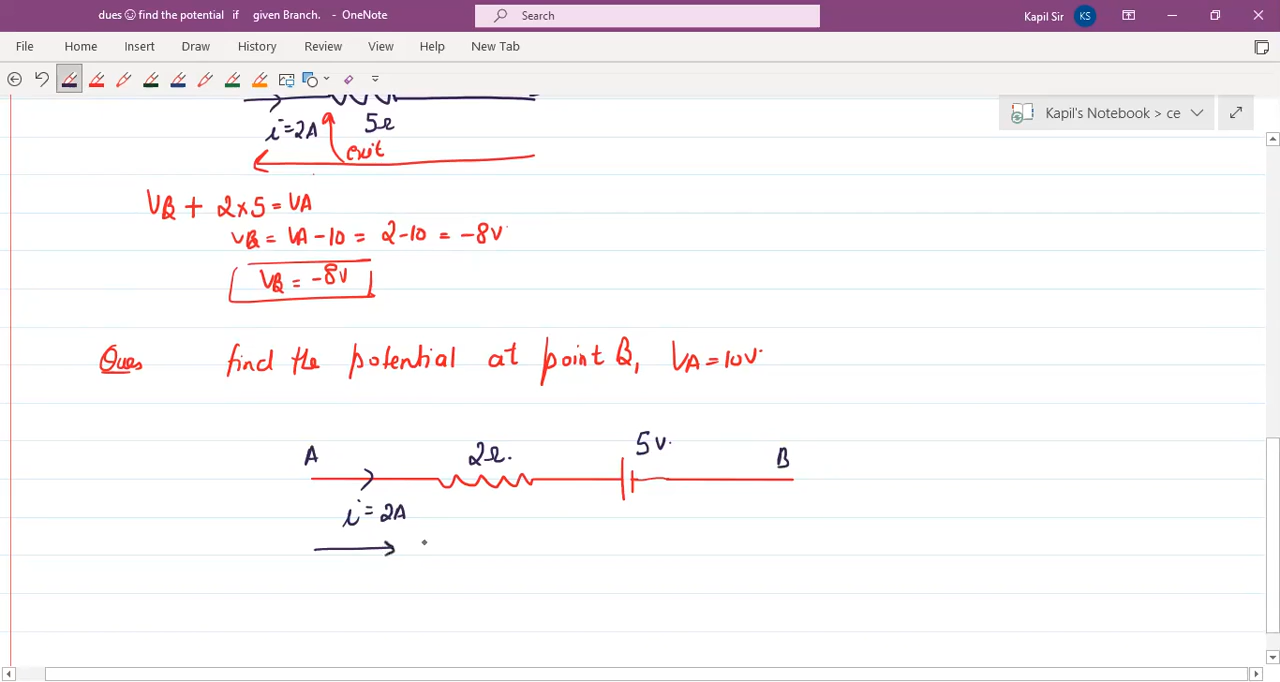 dues ☺ find the potential if given Branch. - OneNote
Search
Kapil Sir
KS
File Home Insert Draw History Review View Help New Tab
Kapil's Notebook > ce
i=2A 5Ω
exit
VB + 2×5 = VA
VB = VA-10 = 2-10 = -8V
VB = -8V
Ques find the potential at point B, VA=10V.
A 2Ω. 5V. B
i = 2A